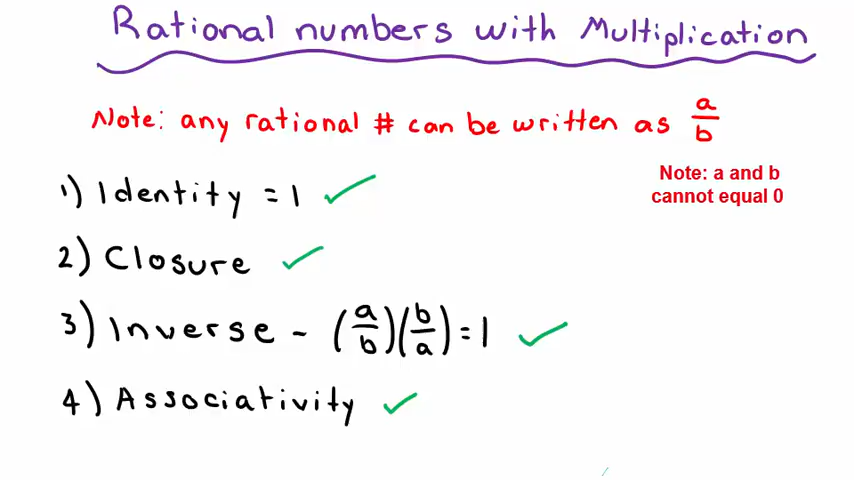 Rational numbers with Multiplication
Note: any rational # can be written as a/b
Note: a and b
cannot equal 0
1) Identity = 1 ✓
2) Closure ✓
3) Inverse - (a/b)(b/a) = 1 ✓
4) Associativity ✓